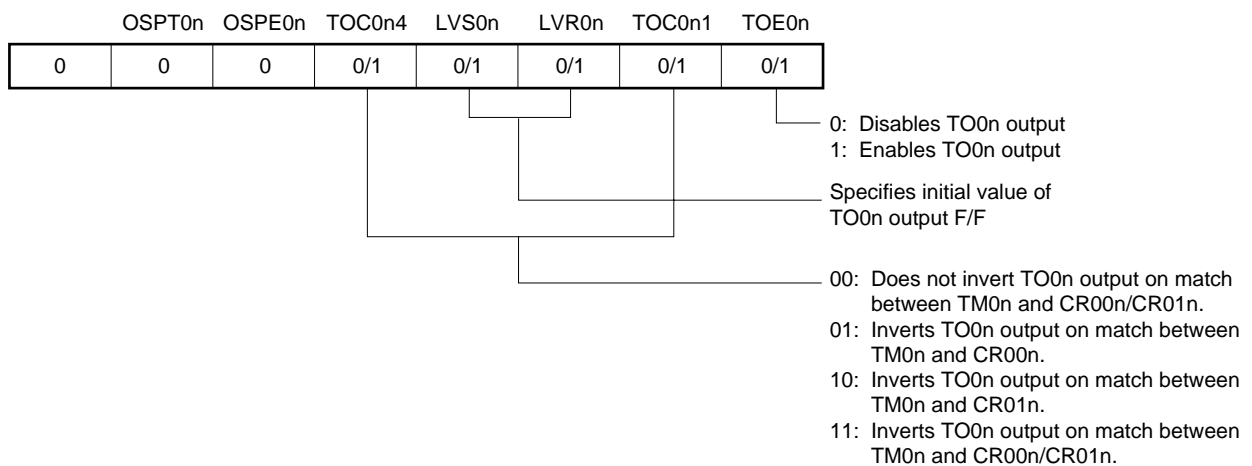 OSPT0n OSPE0n TOC0n4 LVS0n LVR0n TOC0n1 TOE0n
0 0 0 0/1 0/1 0/1 0/1 0/1
0: Disables TO0n output
1: Enables TO0n output
Specifies initial value of
TO0n output F/F
00: Does not invert TO0n output on match
between TM0n and CR00n/CR01n.
01: Inverts TO0n output on match between
TM0n and CR00n.
10: Inverts TO0n output on match between
TM0n and CR01n.
11: Inverts TO0n output on match between
TM0n and CR00n/CR01n.